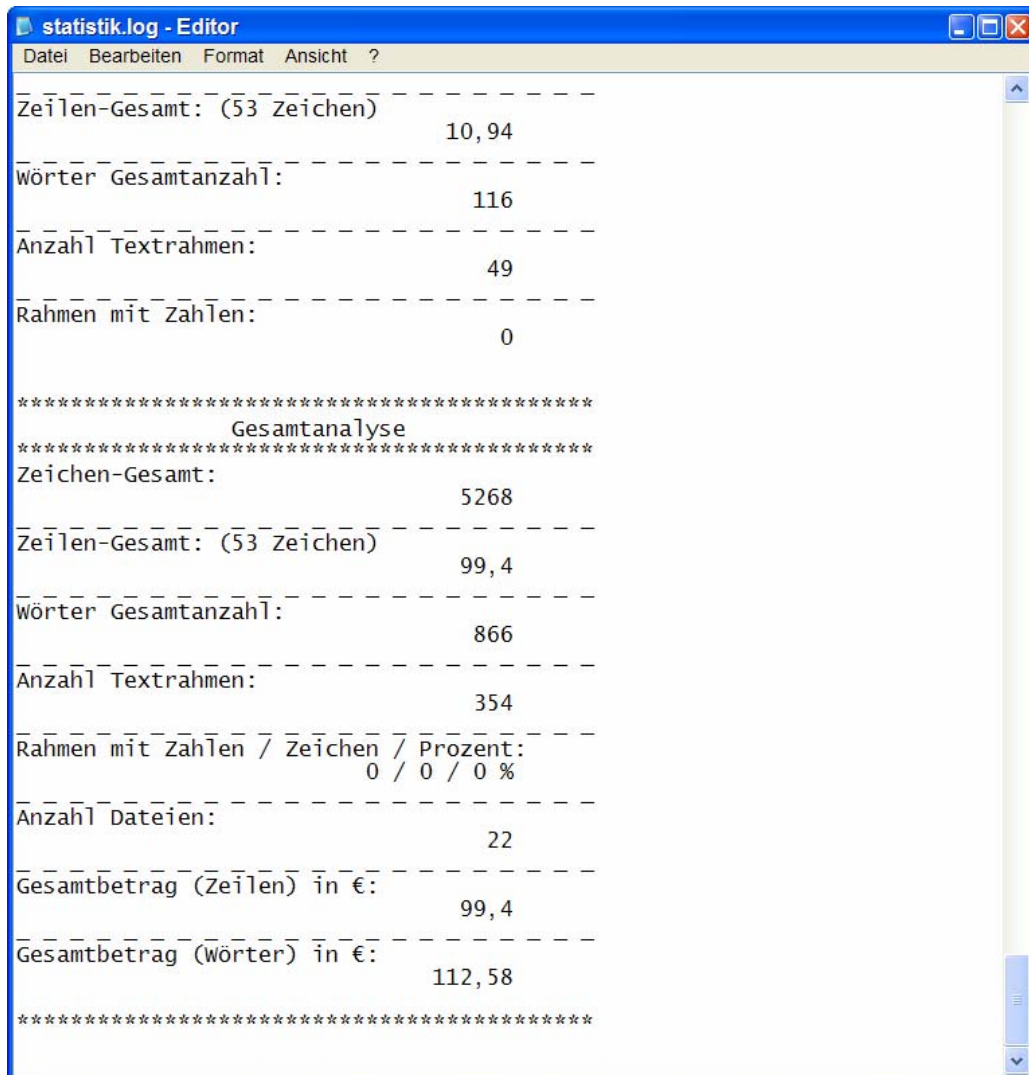 statistik.log - Editor
Datei Bearbeiten Format Ansicht ?
_ _ _ _ _ _ _ _ _ _ _ _ _ _ _ _ _ _ _ _ _ _
Zeilen-Gesamt: (53 Zeichen)
10,94
_ _ _ _ _ _ _ _ _ _ _ _ _ _ _ _ _ _ _ _ _ _
Wörter Gesamtanzahl:
116
_ _ _ _ _ _ _ _ _ _ _ _ _ _ _ _ _ _ _ _ _ _
Anzahl Textrahmen:
49
_ _ _ _ _ _ _ _ _ _ _ _ _ _ _ _ _ _ _ _ _ _
Rahmen mit Zahlen:
0
*******************************************
Gesamtanalyse
*******************************************
Zeichen-Gesamt:
5268
_ _ _ _ _ _ _ _ _ _ _ _ _ _ _ _ _ _ _ _ _ _
Zeilen-Gesamt: (53 Zeichen)
99,4
_ _ _ _ _ _ _ _ _ _ _ _ _ _ _ _ _ _ _ _ _ _
Wörter Gesamtanzahl:
866
_ _ _ _ _ _ _ _ _ _ _ _ _ _ _ _ _ _ _ _ _ _
Anzahl Textrahmen:
354
_ _ _ _ _ _ _ _ _ _ _ _ _ _ _ _ _ _ _ _ _ _
Rahmen mit Zahlen / Zeichen / Prozent:
0 / 0 / 0 %
_ _ _ _ _ _ _ _ _ _ _ _ _ _ _ _ _ _ _ _ _ _
Anzahl Dateien:
22
_ _ _ _ _ _ _ _ _ _ _ _ _ _ _ _ _ _ _ _ _ _
Gesamtbetrag (Zeilen) in €:
99,4
_ _ _ _ _ _ _ _ _ _ _ _ _ _ _ _ _ _ _ _ _ _
Gesamtbetrag (Wörter) in €:
112,58
*******************************************